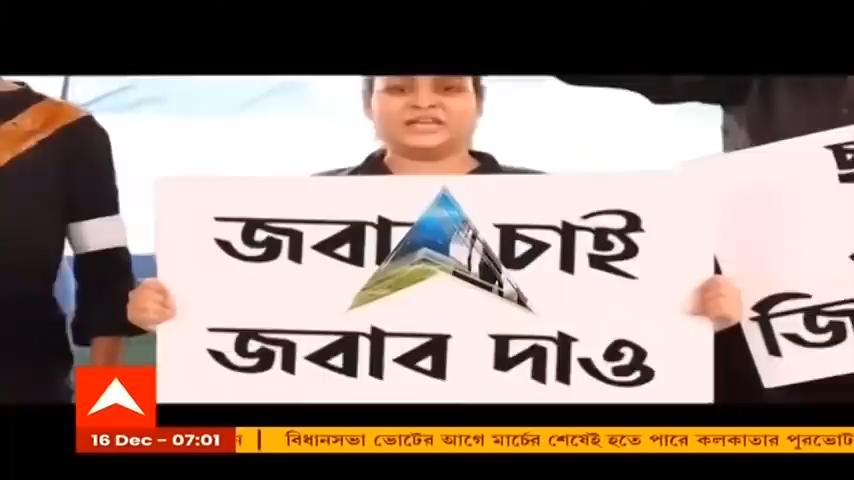 জবাব চাই
জবাব দাও
16 Dec - 07:01
বিধানসভা ভোটের আগে মার্চের শেষেই হতে পারে কলকাতার পুরভোট